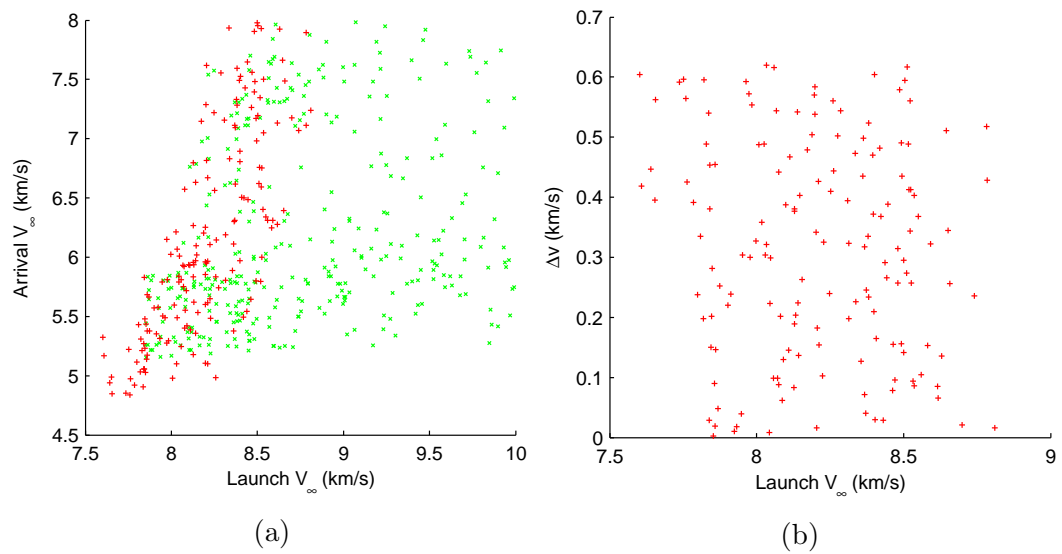 8
7.5
7
6.5
6
5.5
5
4.5
Arrival V∞ (km/s)
7.5 8 8.5 9 9.5 10
Launch V∞ (km/s)
(a)
0.7
0.6
0.5
0.4
0.3
0.2
0.1
0
Δv (km/s)
7.5 8 8.5 9
Launch V∞ (km/s)
(b)